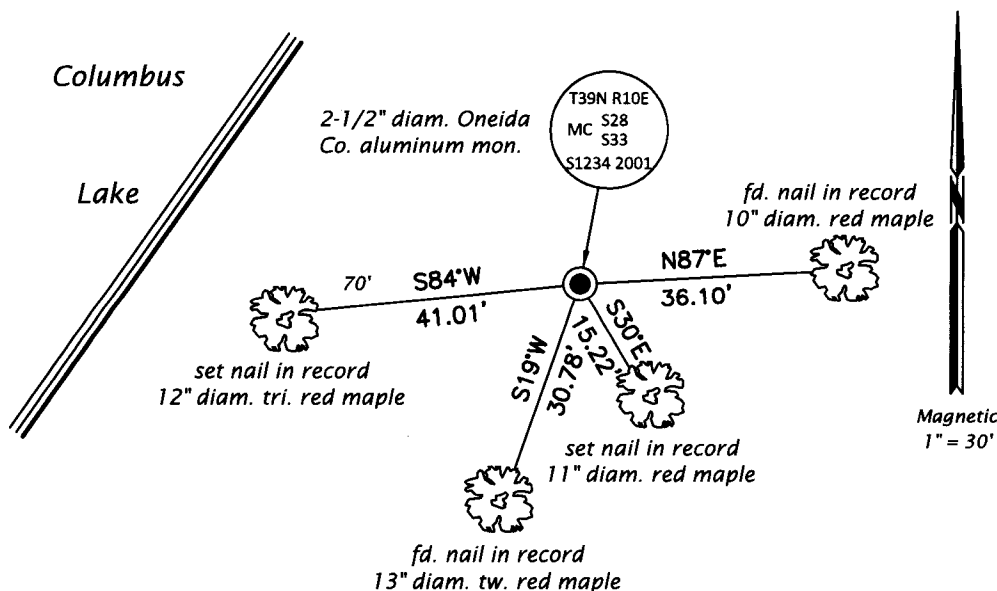 Columbus
Lake
2-1/2" diam. Oneida
Co. aluminum mon.
T39N R10E
MC S28
S33
S1234 2001
fd. nail in record
10" diam. red maple
N
N87°E
36.10'
70'
S84°W
41.01'
S30°E
15.22'
S19°W
30.78'
set nail in record
12" diam. tri. red maple
set nail in record
11" diam. red maple
fd. nail in record
13" diam. tw. red maple
Magnetic
1" = 30'